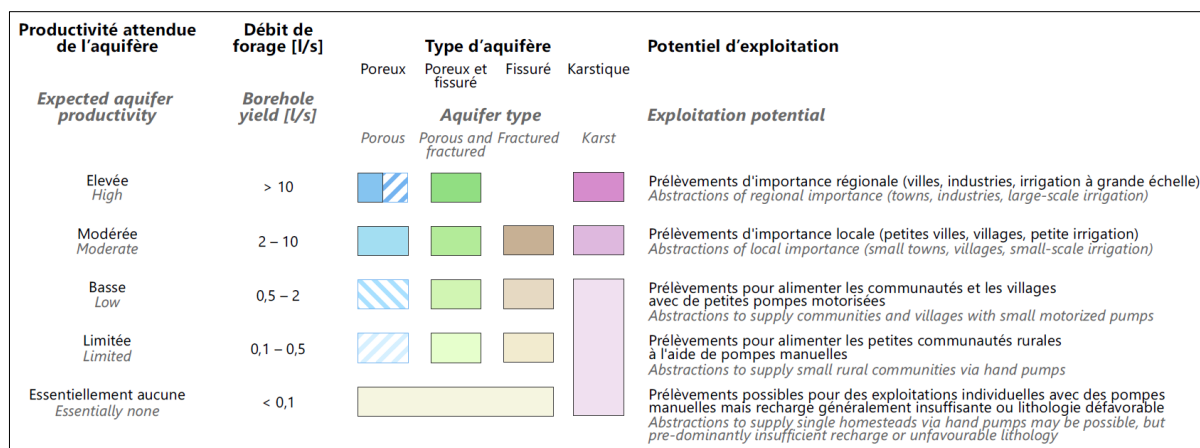 Productivité attendue
de l’aquifère
Débit de
forage [l/s]
Type d’aquifère
Potentiel d’exploitation
Poreux
Poreux et
fissuré
Fissuré
Karstique
Expected aquifer
productivity
Borehole
yield [l/s]
Aquifer type
Exploitation potential
Porous
Porous and
fractured
Fractured
Karst
Elevée
High
> 10
Prélèvements d'importance régionale (villes, industries, irrigation à grande échelle)
Abstractions of regional importance (towns, industries, large-scale irrigation)
Modérée
Moderate
2 – 10
Prélèvements d'importance locale (petites villes, villages, petite irrigation)
Abstractions of local importance (small towns, villages, small-scale irrigation)
Basse
Low
0,5 – 2
Prélèvements pour alimenter les communautés et les villages
avec de petites pompes motorisées
Abstractions to supply communities and villages with small motorized pumps
Limitée
Limited
0,1 – 0,5
Prélèvements pour alimenter les petites communautés rurales
à l'aide de pompes manuelles
Abstractions to supply small rural communities via hand pumps
Essentiellement aucune
Essentially none
< 0,1
Prélèvements possibles pour des exploitations individuelles avec des pompes
manuelles mais recharge généralement insuffisante ou lithologie défavorable
Abstractions to supply single homesteads via hand pumps may be possible, but
pre-dominantly insufficient recharge or unfavourable lithology